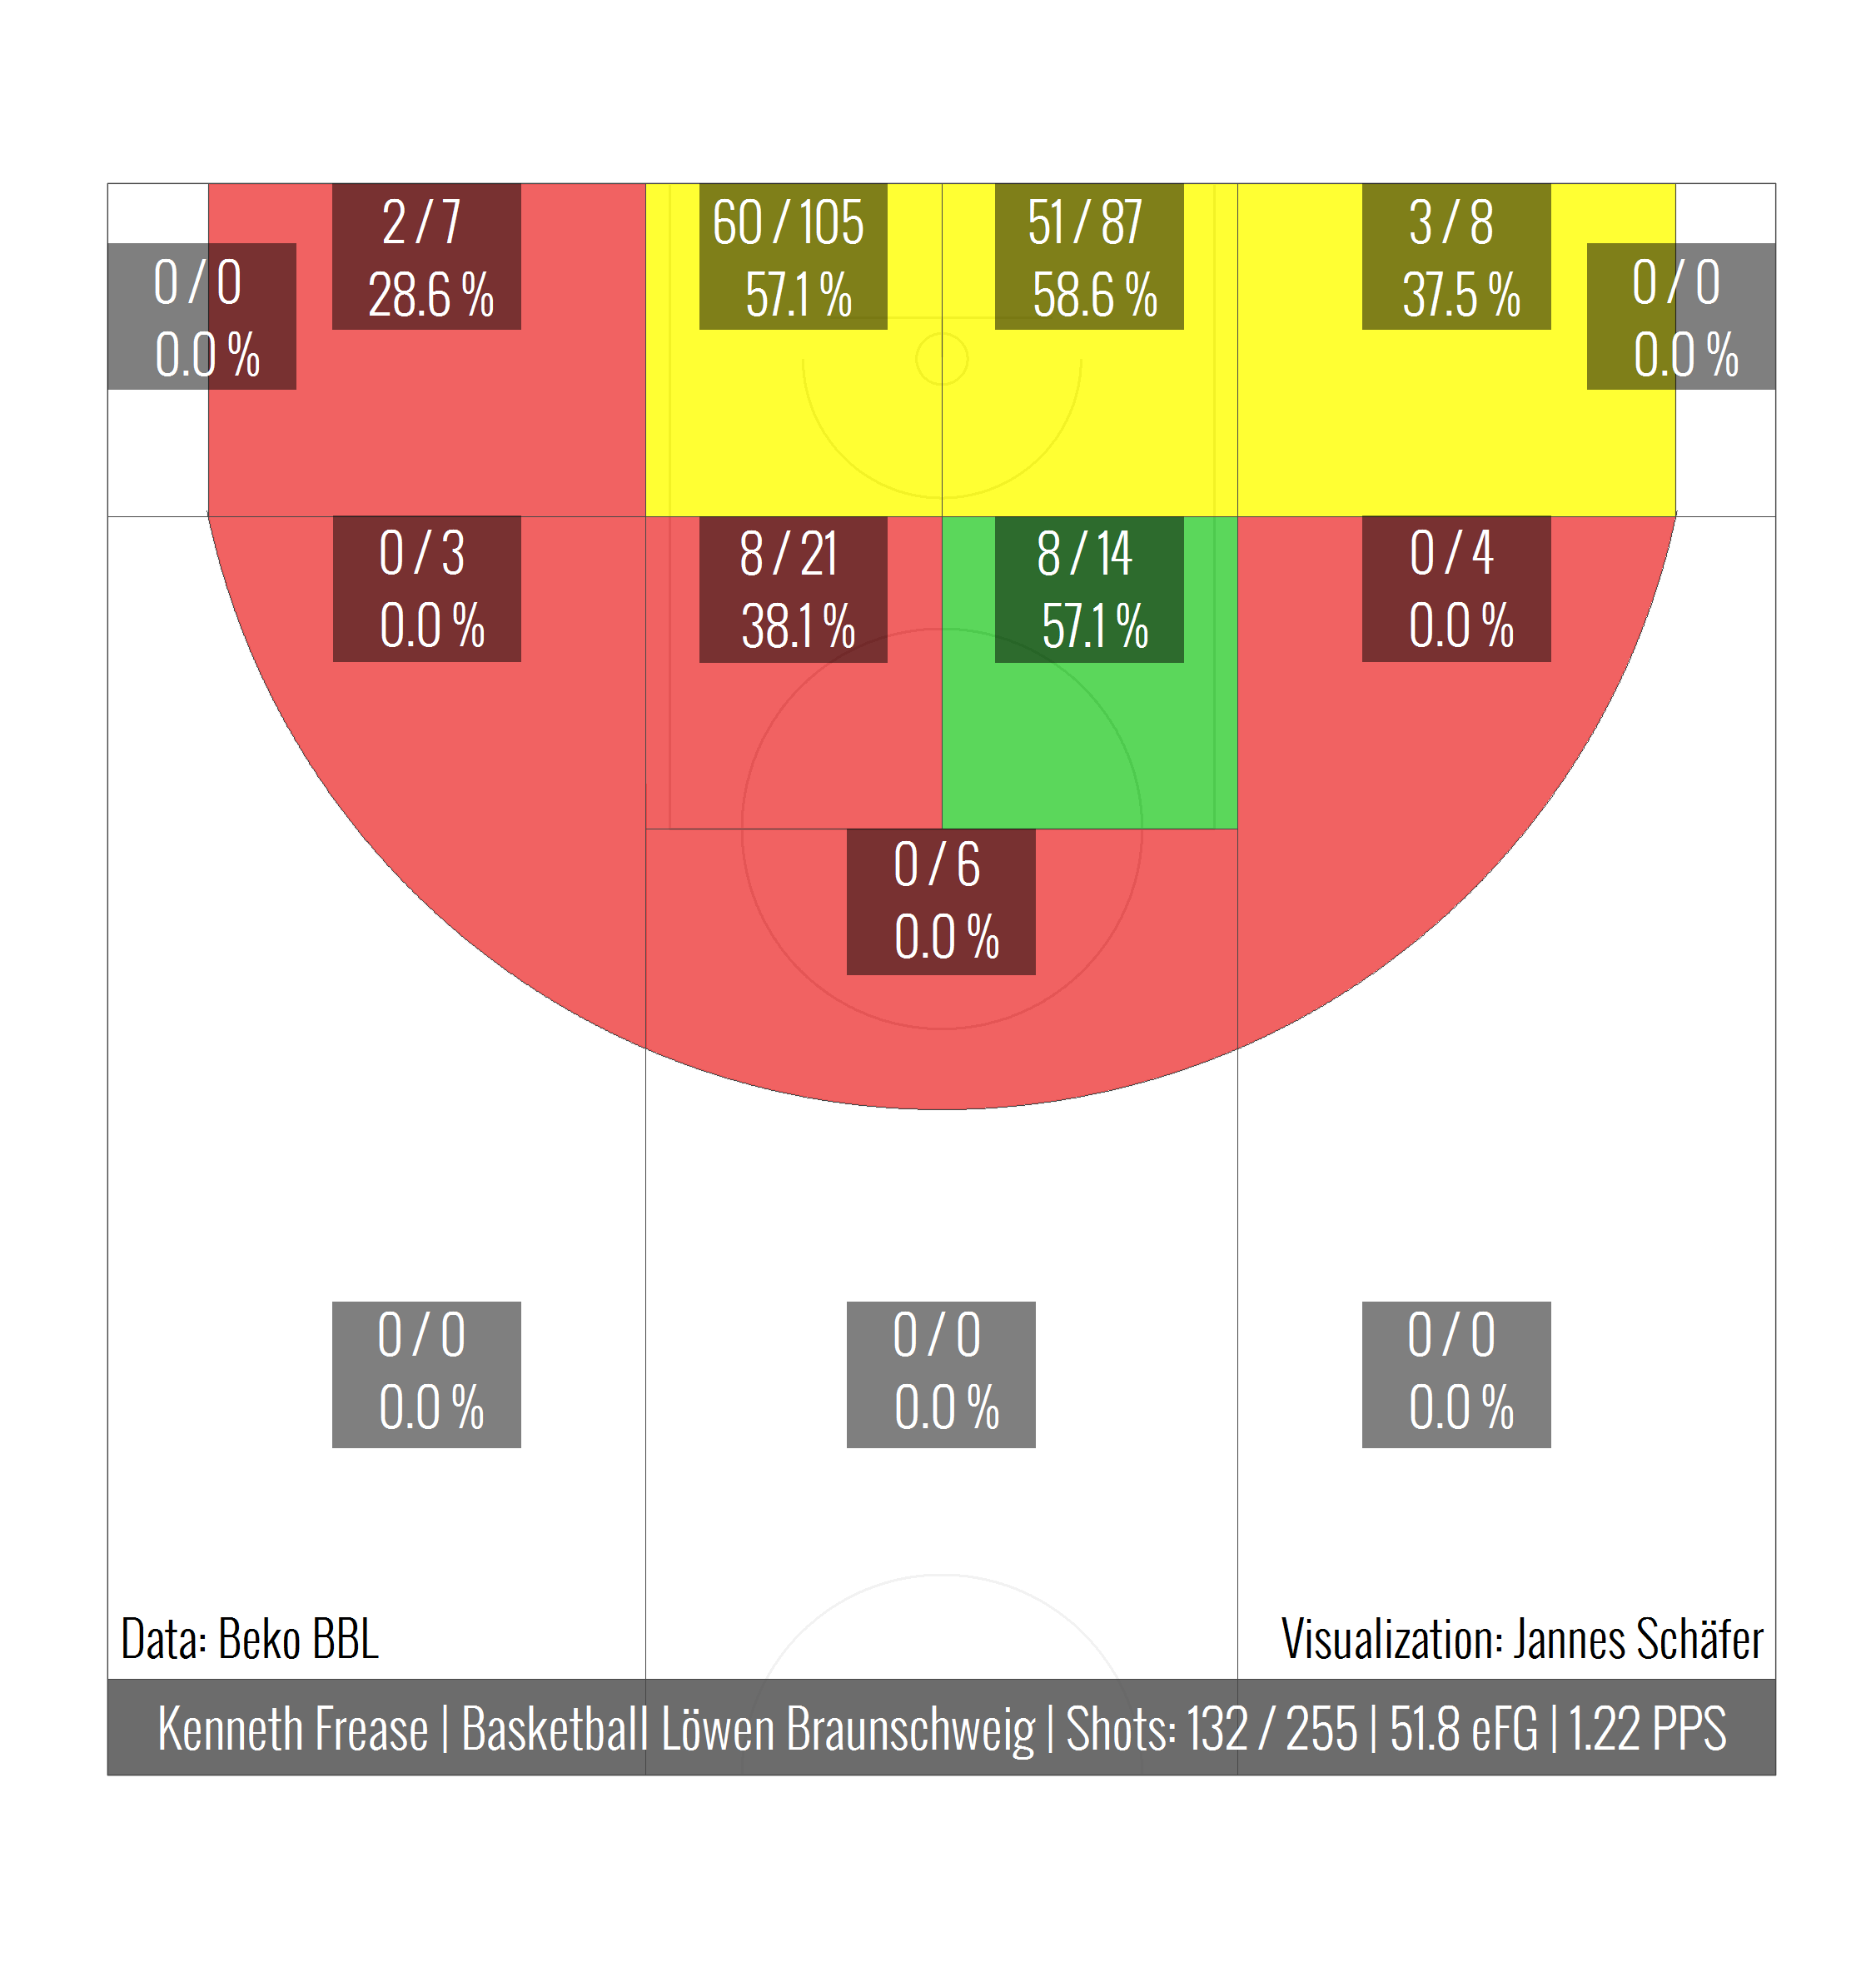 2 / 7
28.6 %
60 / 105
57.1 %
51 / 87
58.6 %
3 / 8
37.5 %
0 / 0
0.0 %
0 / 0
0.0 %
0 / 3
0.0 %
8 / 21
38.1 %
8 / 14
57.1 %
0 / 4
0.0 %
0 / 6
0.0 %
0 / 0
0.0 %
0 / 0
0.0 %
0 / 0
0.0 %
Data: Beko BBL
Visualization: Jannes Schäfer
Kenneth Frease | Basketball Löwen Braunschweig | Shots: 132 / 255 | 51.8 eFG | 1.22 PPS